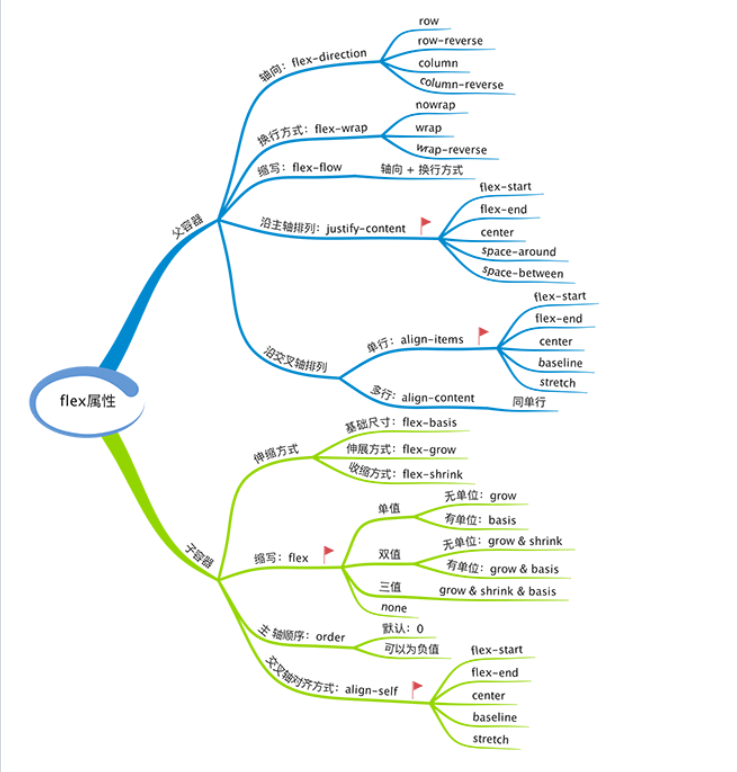 flex属性
父容器
轴向：flex-direction
row
row-reverse
column
column-reverse
换行方式：flex-wrap
nowrap
wrap
wrap-reverse
缩写：flex-flow
轴向 + 换行方式
沿主轴排列：justify-content
flex-start
flex-end
center
space-around
space-between
沿交叉轴排列
单行：align-items
flex-start
flex-end
center
baseline
stretch
多行：align-content
同单行
子容器
伸缩方式
基础尺寸：flex-basis
伸展方式：flex-grow
收缩方式：flex-shrink
缩写：flex
单值
无单位：grow
有单位：basis
双值
无单位：grow & shrink
有单位：grow & basis
三值
grow & shrink & basis
none
主轴顺序：order
默认：0
可以为负值
交叉轴对齐方式：align-self
flex-start
flex-end
center
baseline
stretch